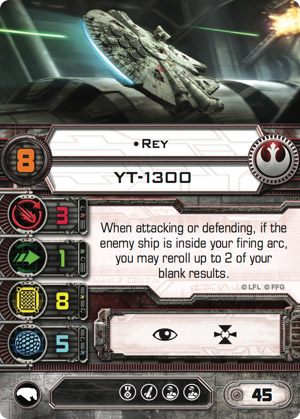 • REY
8
YT-1300
3
When attacking or defending, if the
enemy ship is inside your firing arc,
you may reroll up to 2 of your
blank results.
1
© LFL © FFG
8
5
45